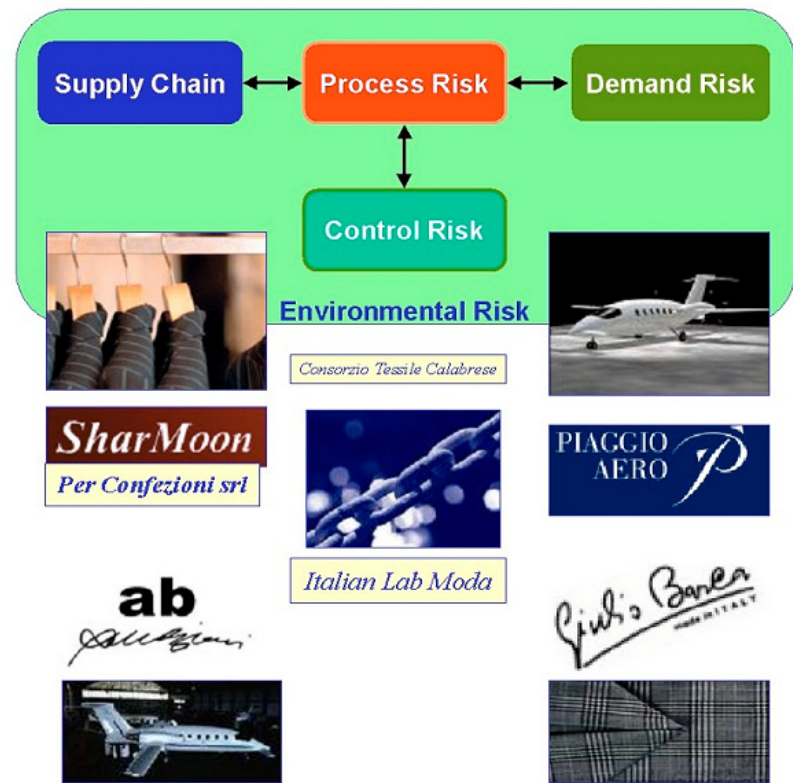 Supply Chain
Process Risk
Demand Risk
Control Risk
Environmental Risk
Consorzio Tessile Calabrese
SharMoon
Per Confezioni srl
PIAGGIO
AERO
Italian Lab Moda
ab
Giulio Barca
made in ITALY